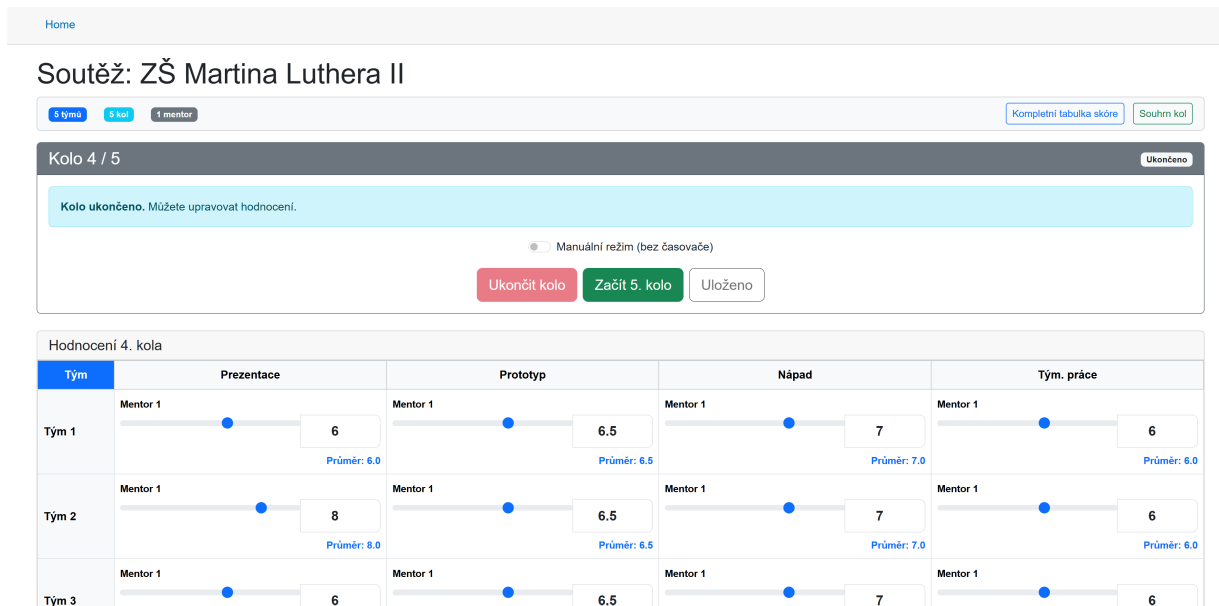 Home
Soutěž: ZŠ Martina Luthera II
5 týmů 5 kol 1 mentor Kompletní tabulka skóre Souhrn kol
Kolo 4 / 5 Ukončeno
Kolo ukončeno. Můžete upravovat hodnocení.
Manuální režim (bez časovače)
Ukončit kolo Začít 5. kolo Uloženo
Hodnocení 4. kola
Tým Prezentace Prototyp Nápad Tým. práce
Mentor 1 Mentor 1 Mentor 1 Mentor 1
Tým 1 6 6.5 7 6
Průměr: 6.0 Průměr: 6.5 Průměr: 7.0 Průměr: 6.0
Mentor 1 Mentor 1 Mentor 1 Mentor 1
Tým 2 8 6.5 7 6
Průměr: 8.0 Průměr: 6.5 Průměr: 7.0 Průměr: 6.0
Mentor 1 Mentor 1 Mentor 1 Mentor 1
Tým 3 6 6.5 7 6